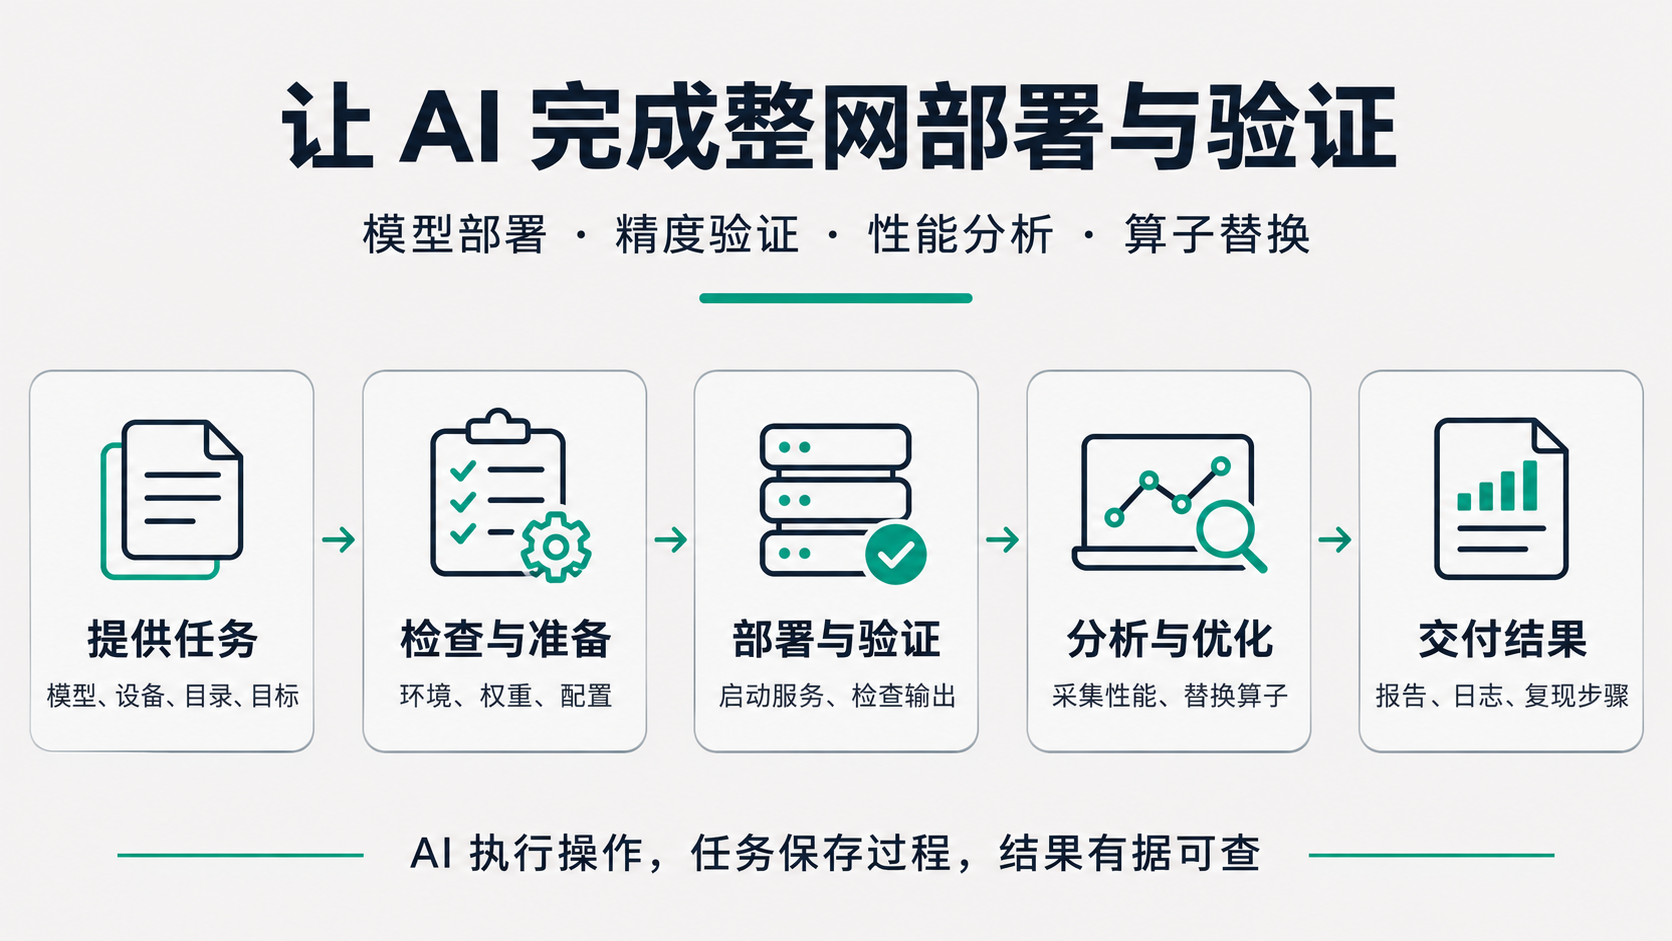 让 AI 完成整网部署与验证
模型部署 · 精度验证 · 性能分析 · 算子替换
提供任务
模型、设备、目录、目标
检查与准备
环境、权重、配置
部署与验证
启动服务、检查输出
分析与优化
采集性能、替换算子
交付结果
报告、日志、复现步骤
AI 执行操作，任务保存过程，结果有据可查